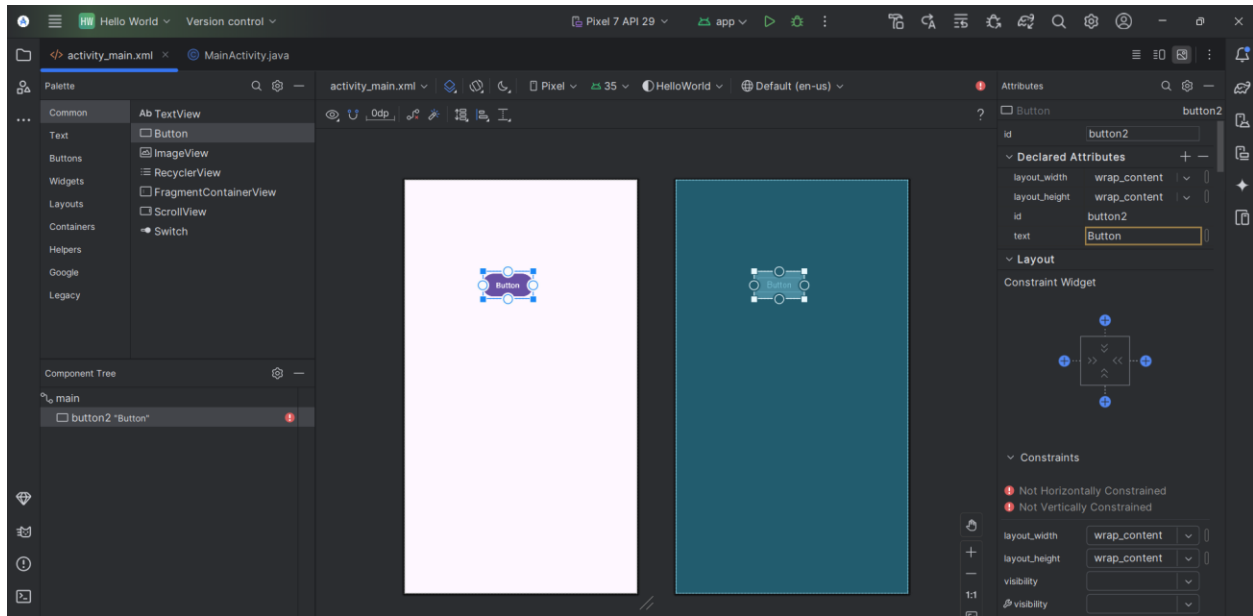 HW Hello World Version control Pixel 7 API 29 app
</> activity_main.xml MainActivity.java
Palette
Common
Text
Buttons
Widgets
Layouts
Containers
Helpers
Google
Legacy
Ab TextView
Button
ImageView
RecyclerView
FragmentContainerView
ScrollView
Switch
Component Tree
main
button2 "Button"
activity_main.xml Pixel 35 HelloWorld Default (en-us)
0dp ?
Button
Button
1:1
Attributes
Button button2
id button2
Declared Attributes
layout_width wrap_content
layout_height wrap_content
id button2
text Button
Layout
Constraint Widget
Constraints
Not Horizontally Constrained
Not Vertically Constrained
layout_width wrap_content
layout_height wrap_content
visibility
visibility